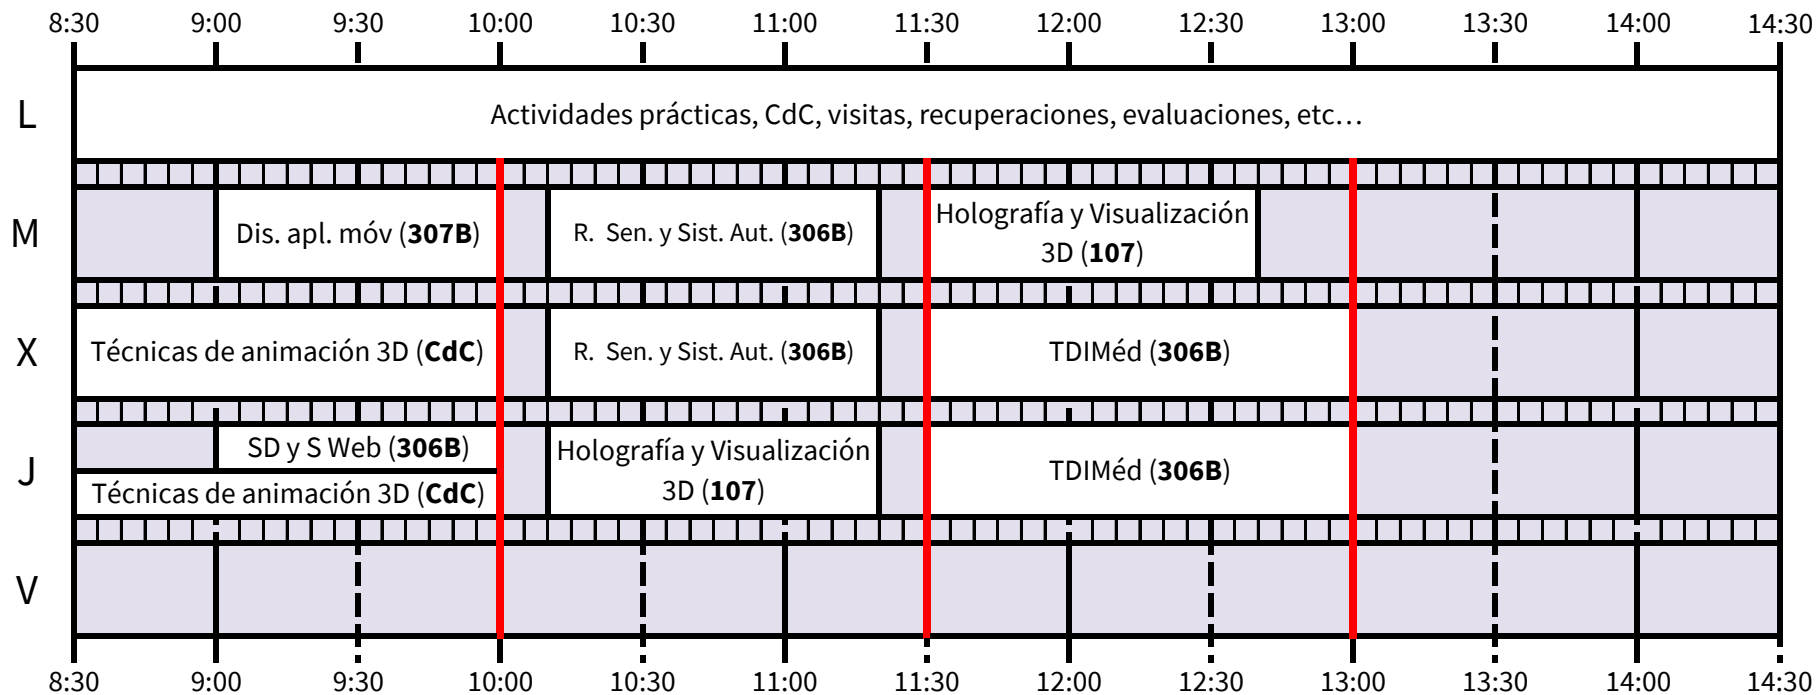 8:30 9:00 9:30 10:00 10:30 11:00 11:30 12:00 12:30 13:00 13:30 14:00 14:30
L
Actividades prácticas, CdC, visitas, recuperaciones, evaluaciones, etc…
M
Dis. apl. móv (307B)
R. Sen. y Sist. Aut. (306B)
Holografía y Visualización
3D (107)
X
Técnicas de animación 3D (CdC)
R. Sen. y Sist. Aut. (306B)
TDIMéd (306B)
J
SD y S Web (306B)
Técnicas de animación 3D (CdC)
Holografía y Visualización
3D (107)
TDIMéd (306B)
V
8:30 9:00 9:30 10:00 10:30 11:00 11:30 12:00 12:30 13:00 13:30 14:00 14:30